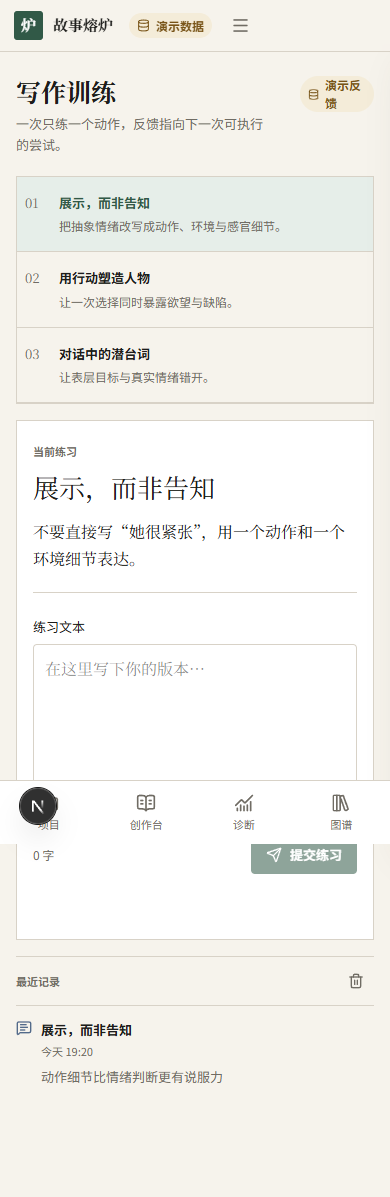 炉 故事熔炉 演示数据
写作训练
演示反
馈
一次只练一个动作，反馈指向下一次可执行
的尝试。
01 展示，而非告知
把抽象情绪改写成动作、环境与感官细节。
02 用行动塑造人物
让一次选择同时暴露欲望与缺陷。
03 对话中的潜台词
让表层目标与真实情绪错开。
当前练习
展示，而非告知
不要直接写“她很紧张”，用一个动作和一个
环境细节表达。
练习文本
在这里写下你的版本…
N
项目 创作台 诊断 图谱
0 字 提交练习
最近记录
展示，而非告知
今天 19:20
动作细节比情绪判断更有说服力